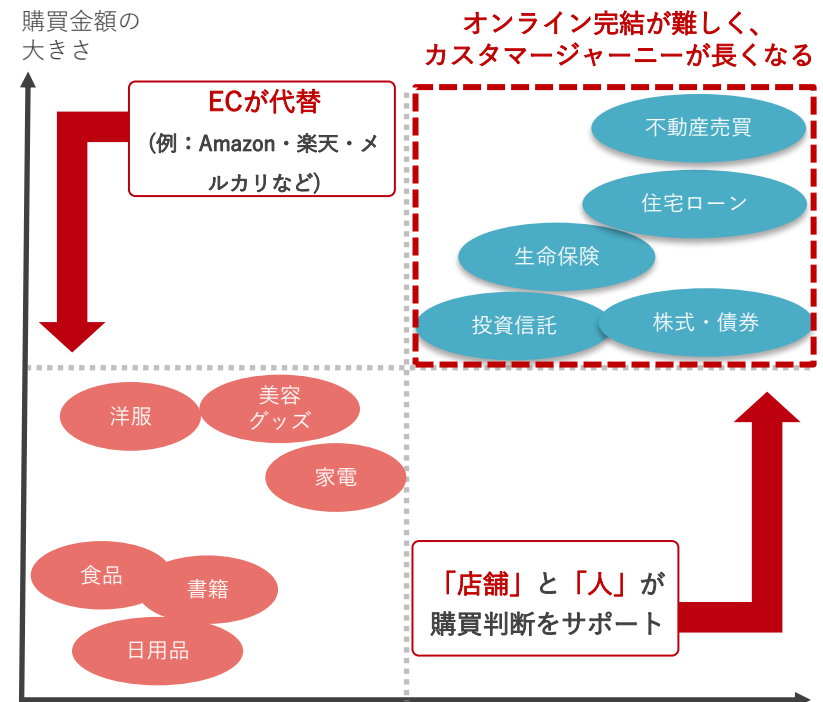 購買金額の
大きさ
オンライン完結が難しく、
カスタマージャーニーが長くなる
ECが代替
(例：Amazon・楽天・メ
ルカリなど)
不動産売買
住宅ローン
生命保険
投資信託
株式・債券
洋服
美容
グッズ
家電
食品
書籍
日用品
「店舗」と「人」が
購買判断をサポート